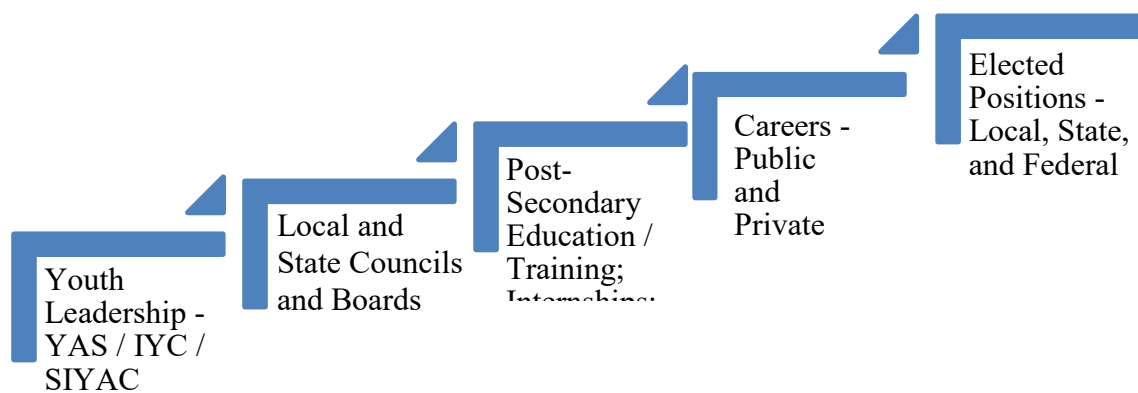 Youth
Leadership -
YAS / IYC /
SIYAC
Local and
State Councils
and Boards
Post-
Secondary
Education /
Training;
Internships;
Careers -
Public
and
Private
Elected
Positions -
Local, State,
and Federal